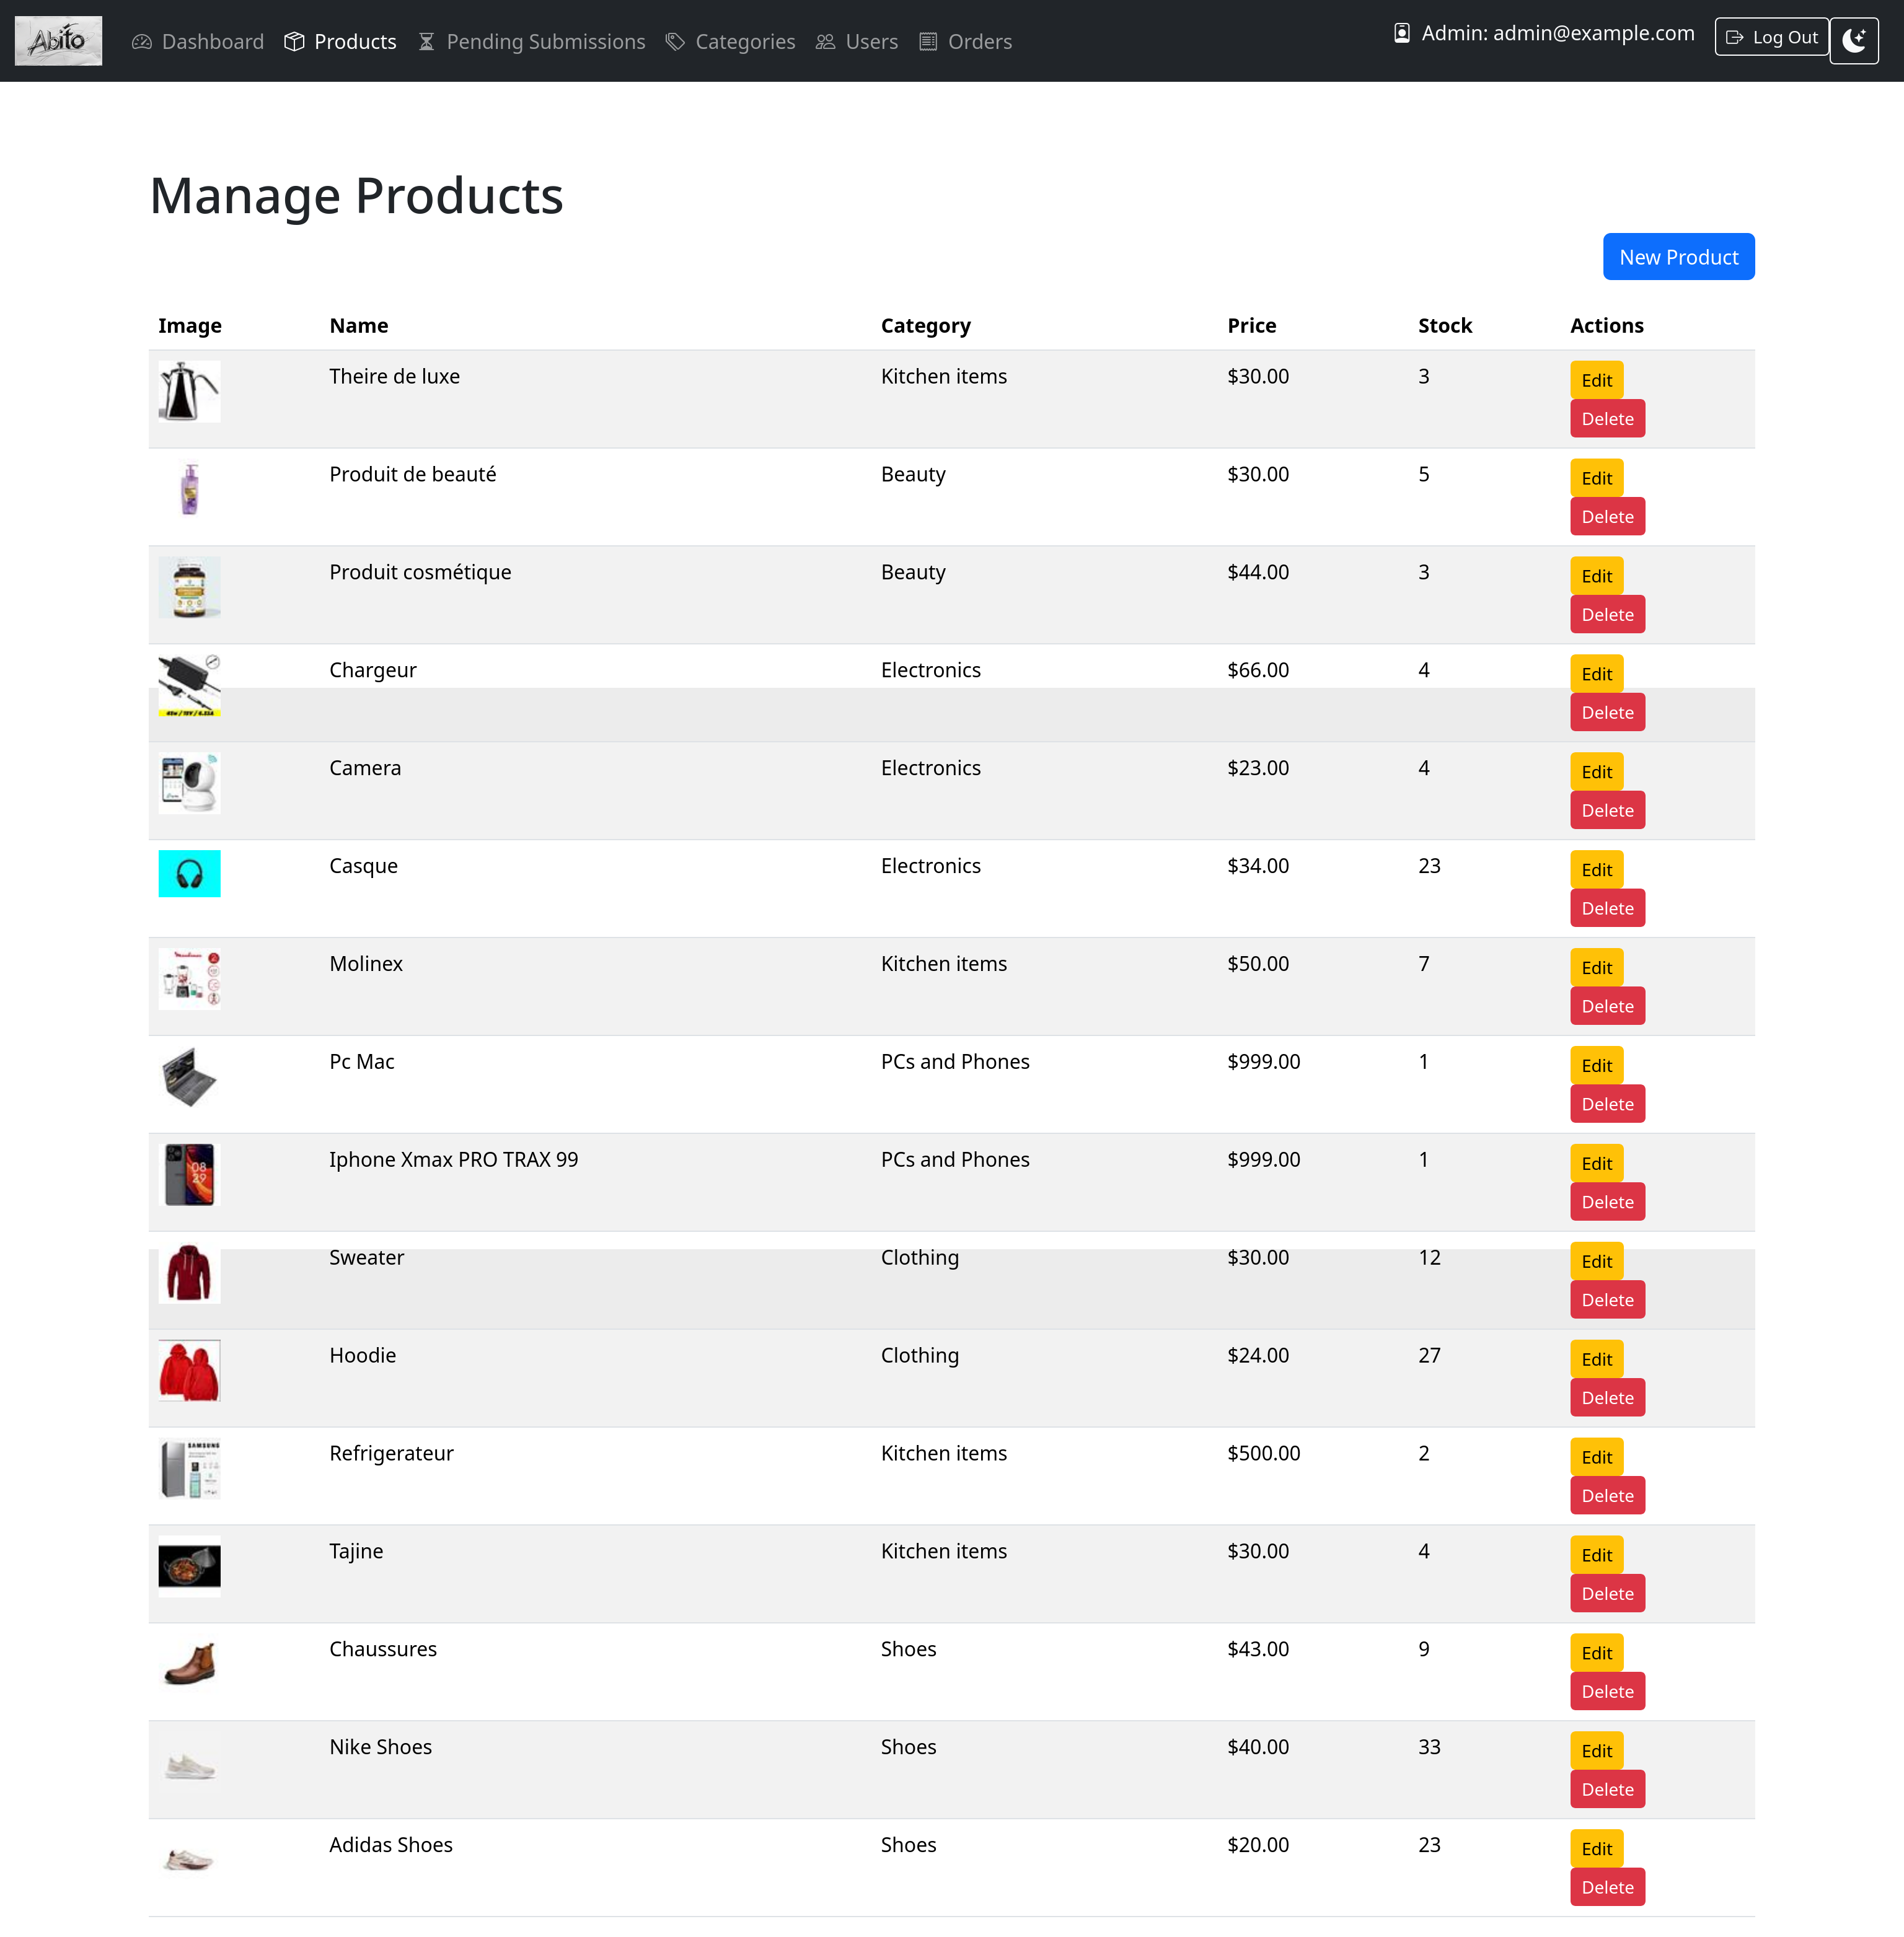 Abito
Dashboard Products Pending Submissions Categories Users Orders Admin: admin@example.com Log Out
Manage Products
New Product
Image Name Category Price Stock Actions
Theire de luxe Kitchen items $30.00 3 Edit
Delete
Produit de beauté Beauty $30.00 5 Edit
Delete
Produit cosmétique Beauty $44.00 3 Edit
Delete
Chargeur Electronics $66.00 4 Edit
Delete
Camera Electronics $23.00 4 Edit
Delete
Casque Electronics $34.00 23 Edit
Delete
Molinex Kitchen items $50.00 7 Edit
Delete
Pc Mac PCs and Phones $999.00 1 Edit
Delete
Iphone Xmax PRO TRAX 99 PCs and Phones $999.00 1 Edit
08
29
Delete
Sweater Clothing $30.00 12 Edit
Delete
Hoodie Clothing $24.00 27 Edit
Delete
SAMSUNG
Refrigerateur Kitchen items $500.00 2 Edit
Delete
Tajine Kitchen items $30.00 4 Edit
Delete
Chaussures Shoes $43.00 9 Edit
Delete
Nike Shoes Shoes $40.00 33 Edit
Delete
Adidas Shoes Shoes $20.00 23 Edit
Delete